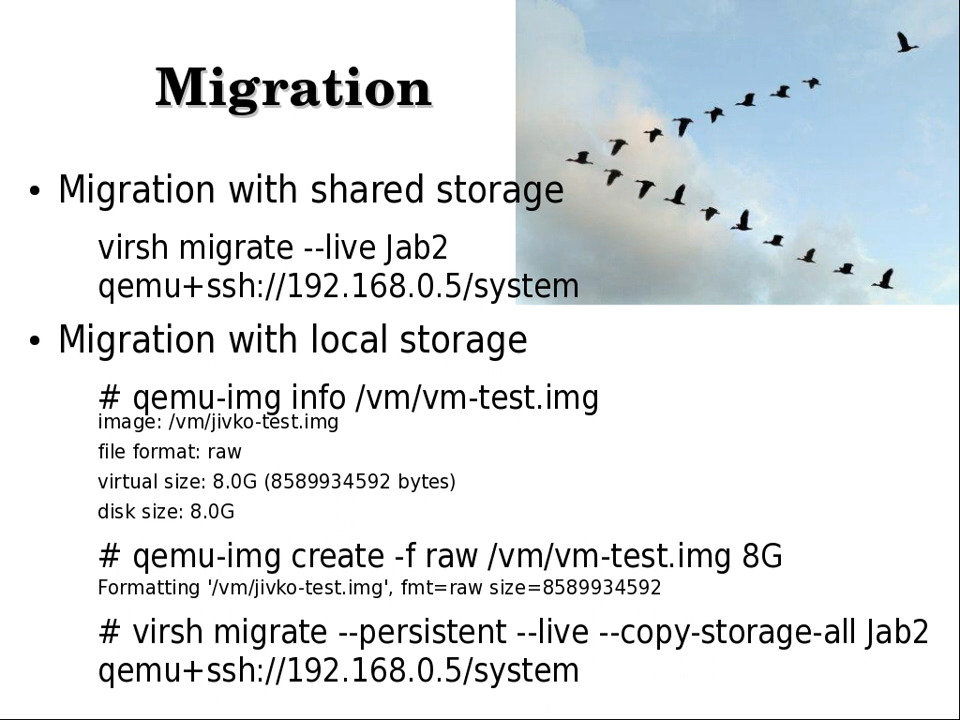 Migration
• Migration with shared storage
virsh migrate --live Jab2
qemu+ssh://192.168.0.5/system
• Migration with local storage
# qemu-img info /vm/vm-test.img
image: /vm/jivko-test.img
file format: raw
virtual size: 8.0G (8589934592 bytes)
disk size: 8.0G
# qemu-img create -f raw /vm/vm-test.img 8G
Formatting '/vm/jivko-test.img', fmt=raw size=8589934592
# virsh migrate --persistent --live --copy-storage-all Jab2
qemu+ssh://192.168.0.5/system